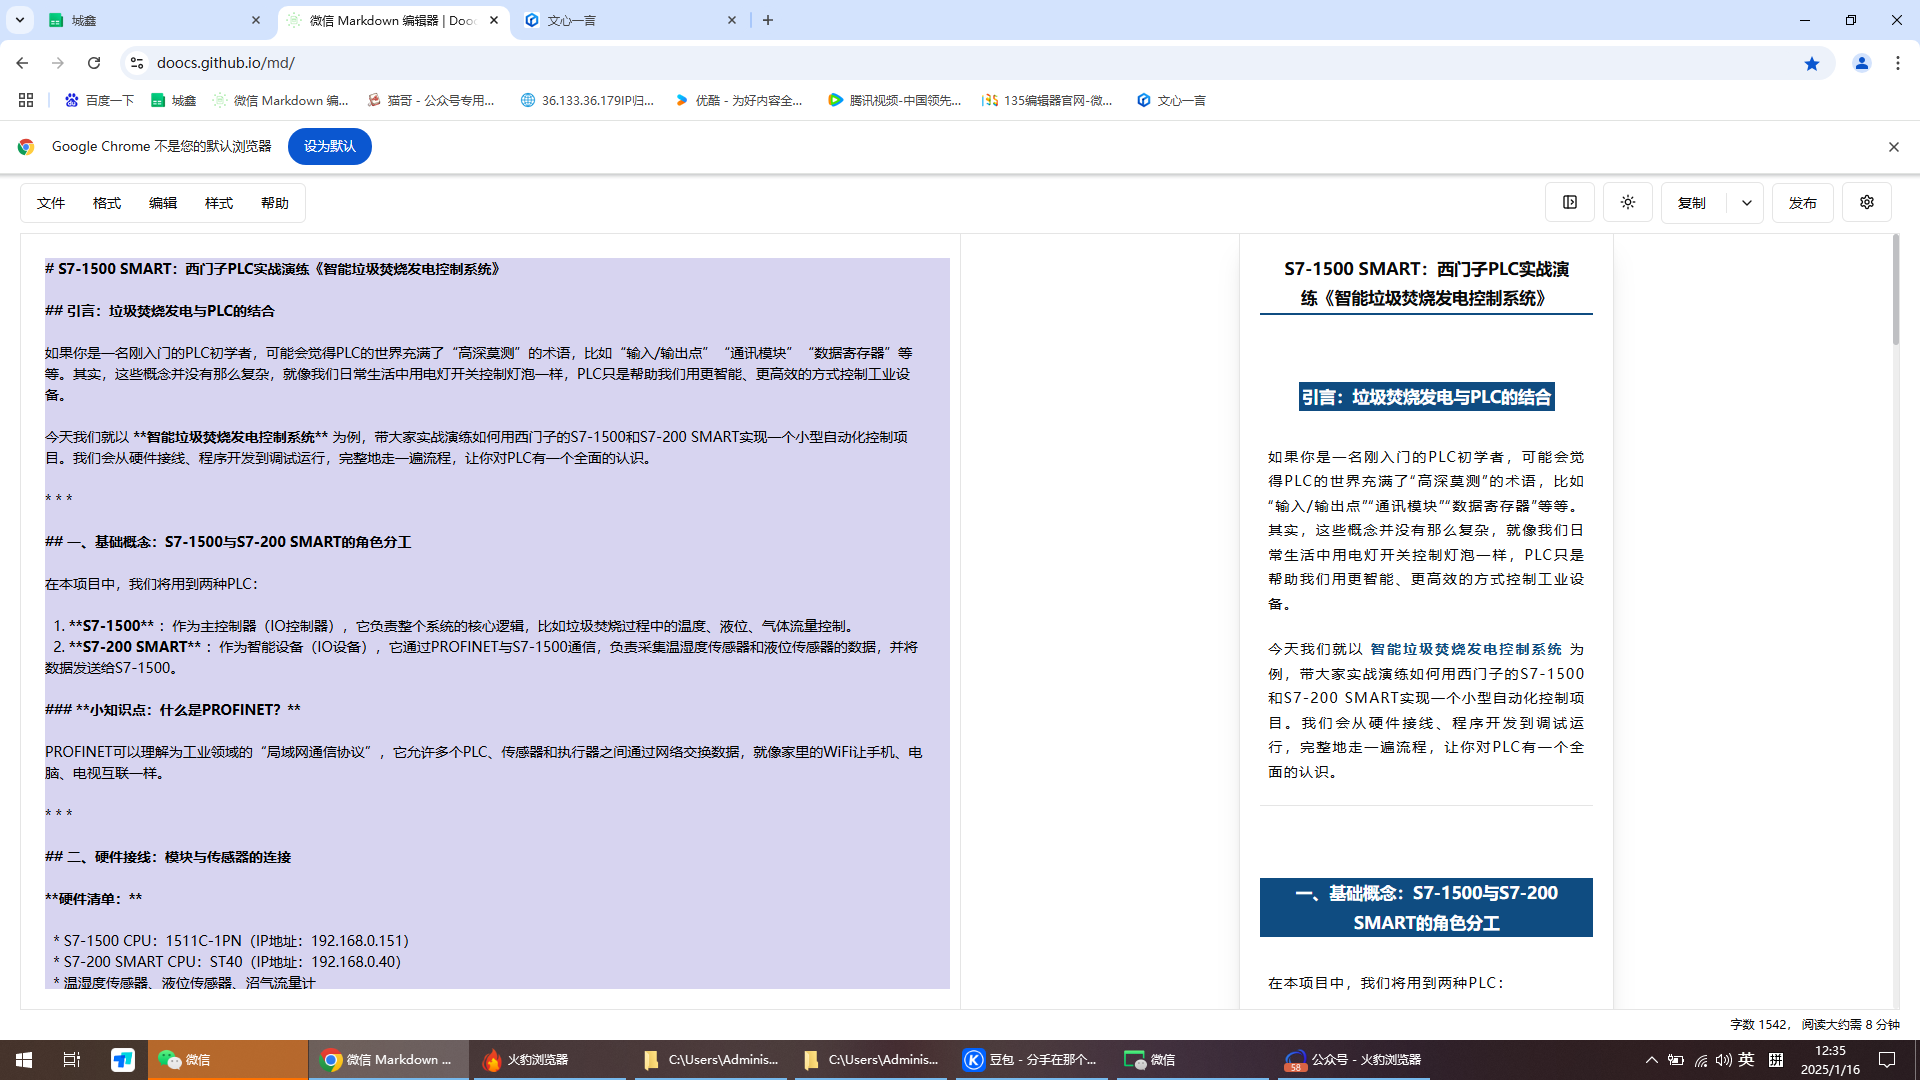 城鑫
微信 Markdown 编辑器 | Dooc
文心一言
doocs.github.io/md/
百度一下
城鑫
微信 Markdown 编...
猫哥 - 公众号专用...
36.133.36.179IP归...
优酷 - 为好内容全...
腾讯视频-中国领先...
135编辑器官网-微...
文心一言
Google Chrome 不是您的默认浏览器
设为默认
文件 格式 编辑 样式 帮助
复制
发布
# S7-1500 SMART：西门子PLC实战演练《智能垃圾焚烧发电控制系统》
## 引言：垃圾焚烧发电与PLC的结合
如果你是一名刚入门的PLC初学者，可能会觉得PLC的世界充满了“高深莫测”的术语，比如“输入/输出点”“通讯模块”“数据寄存器”等
等。其实，这些概念并没有那么复杂，就像我们日常生活中用电灯开关控制灯泡一样，PLC只是帮助我们用更智能、更高效的方式控制工业设
备。
今天我们就以 **智能垃圾焚烧发电控制系统** 为例，带大家实战演练如何用西门子的S7-1500和S7-200 SMART实现一个小型自动化控制项
目。我们会从硬件接线、程序开发到调试运行，完整地走一遍流程，让你对PLC有一个全面的认识。
* * *
## 一、基础概念：S7-1500与S7-200 SMART的角色分工
在本项目中，我们将用到两种PLC：
1. **S7-1500** ：作为主控制器（IO控制器），它负责整个系统的核心逻辑，比如垃圾焚烧过程中的温度、液位、气体流量控制。
2. **S7-200 SMART** ：作为智能设备（IO设备），它通过PROFINET与S7-1500通信，负责采集温湿度传感器和液位传感器的数据，并将
数据发送给S7-1500。
### **小知识点：什么是PROFINET？**
PROFINET可以理解为工业领域的“局域网通信协议”，它允许多个PLC、传感器和执行器之间通过网络交换数据，就像家里的WiFi让手机、电
脑、电视互联一样。
* * *
## 二、硬件接线：模块与传感器的连接
**硬件清单：**
* S7-1500 CPU：1511C-1PN（IP地址：192.168.0.151）
* S7-200 SMART CPU：ST40（IP地址：192.168.0.40）
* 温湿度传感器、液位传感器、沼气流量计
S7-1500 SMART：西门子PLC实战演
练《智能垃圾焚烧发电控制系统》
引言：垃圾焚烧发电与PLC的结合
如果你是一名刚入门的PLC初学者，可能会觉
得PLC的世界充满了“高深莫测”的术语，比如
“输入/输出点”“通讯模块”“数据寄存器”等等。
其实，这些概念并没有那么复杂，就像我们日
常生活中用电灯开关控制灯泡一样，PLC只是
帮助我们用更智能、更高效的方式控制工业设
备。
今天我们就以 智能垃圾焚烧发电控制系统 为
例，带大家实战演练如何用西门子的S7-1500
和S7-200 SMART实现一个小型自动化控制项
目。我们会从硬件接线、程序开发到调试运
行，完整地走一遍流程，让你对PLC有一个全
面的认识。
一、基础概念：S7-1500与S7-200
SMART的角色分工
在本项目中，我们将用到两种PLC：
字数 1542， 阅读大约需 8 分钟
微信
微信 Markdown ...
火豹浏览器
C:\Users\Adminis...
C:\Users\Adminis...
豆包 - 分手在那个...
微信
58
公众号 - 火豹浏览器
英
拼
12:35
2025/1/16